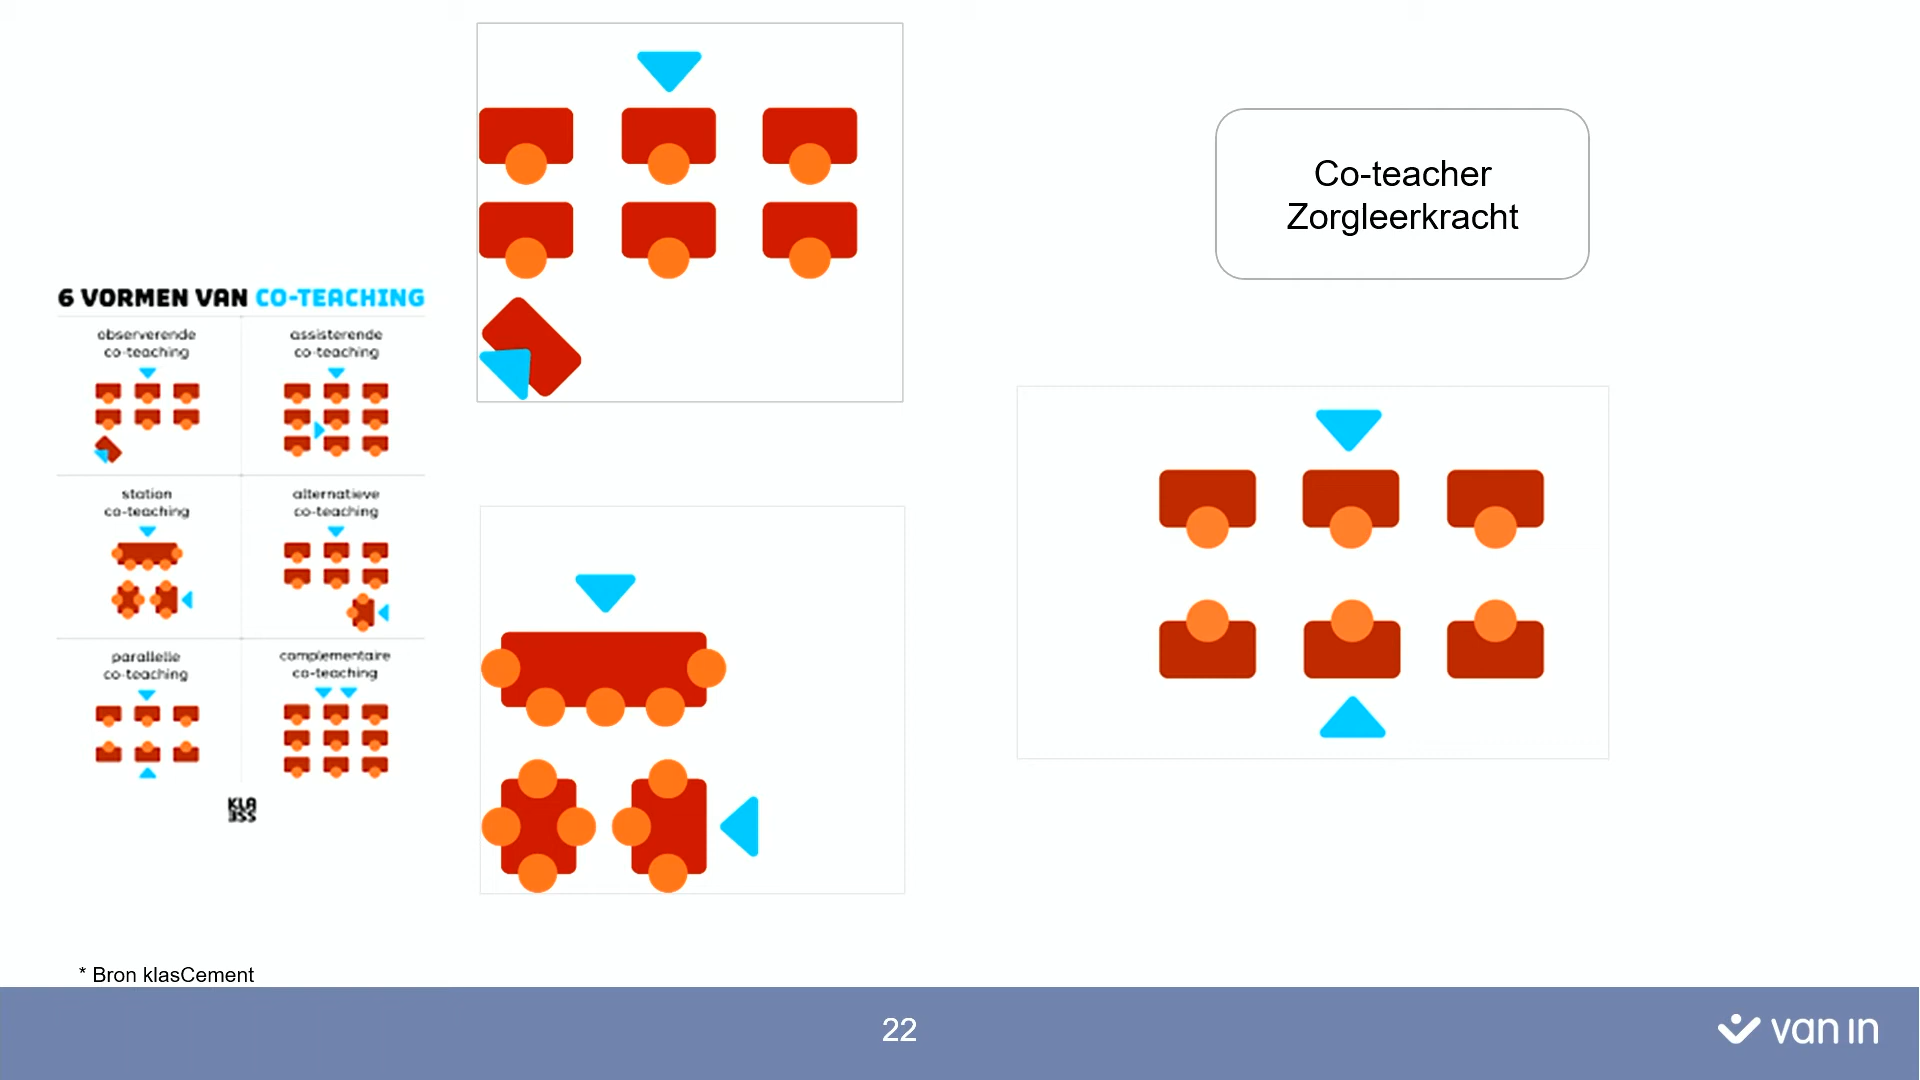 Co-teacher
Zorgleerkracht
6 VORMEN VAN CO-TEACHING
observerende
co-teaching
assisterende
co-teaching
station
co-teaching
alternatieve
co-teaching
parallelle
co-teaching
complementaire
co-teaching
KLA
* Bron klasCement
22
van in